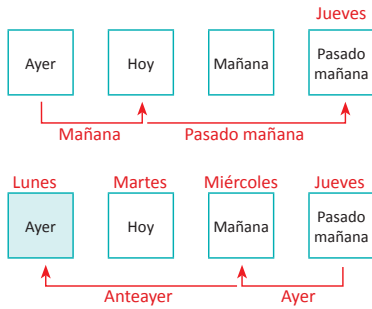 Jueves
Ayer
Hoy
Mañana
Pasado
mañana
Mañana
Pasado mañana
Lunes
Martes
Miércoles
Jueves
Ayer
Hoy
Mañana
Pasado
mañana
Anteayer
Ayer